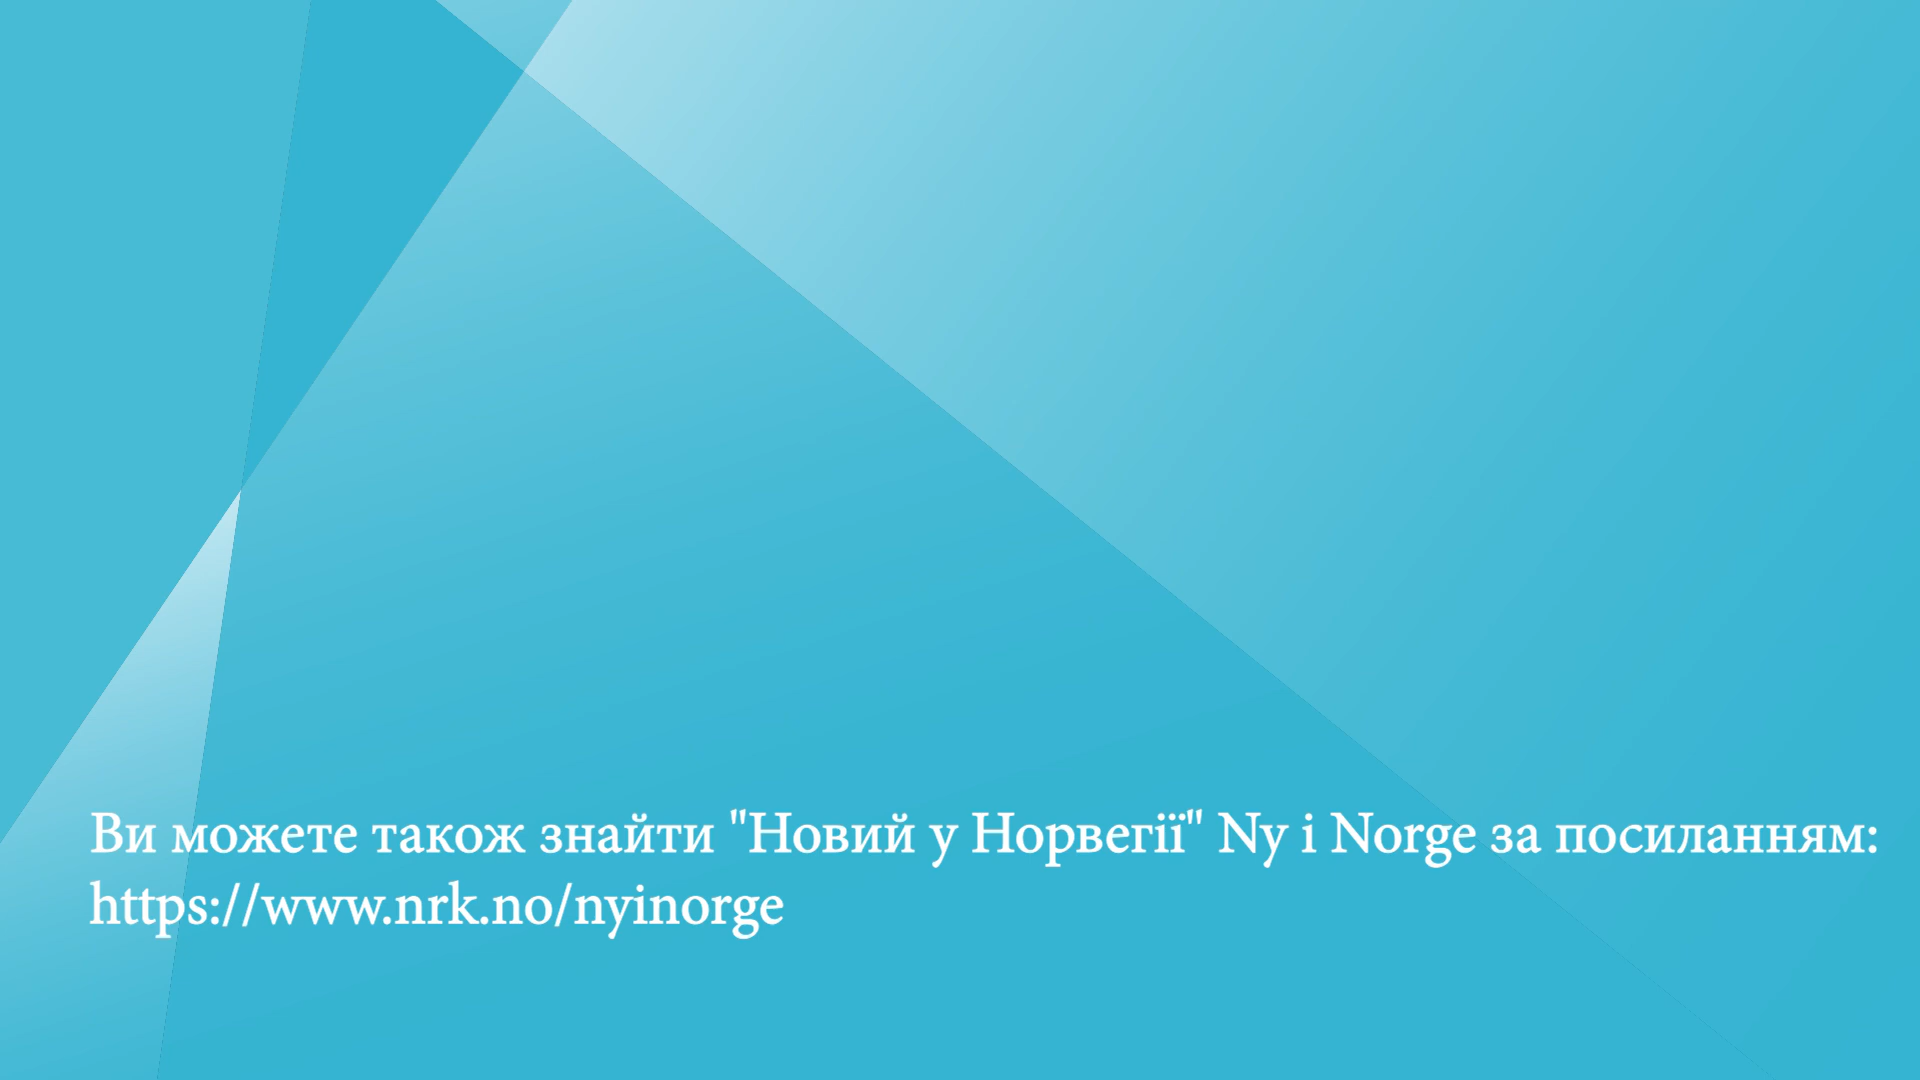 Ви можете також знайти "Новий у Норвегії" Ny i Norge за посиланням:
https://www.nrk.no/nyinorge